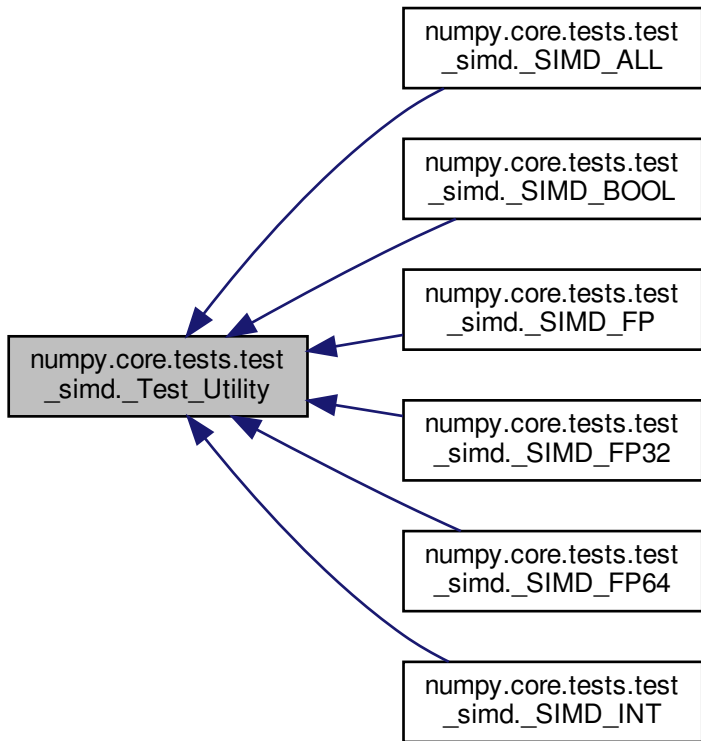 numpy.core.tests.test
_simd._SIMD_ALL
numpy.core.tests.test
_simd._SIMD_BOOL
numpy.core.tests.test
_simd._SIMD_FP
numpy.core.tests.test
_simd._Test_Utility
numpy.core.tests.test
_simd._SIMD_FP32
numpy.core.tests.test
_simd._SIMD_FP64
numpy.core.tests.test
_simd._SIMD_INT